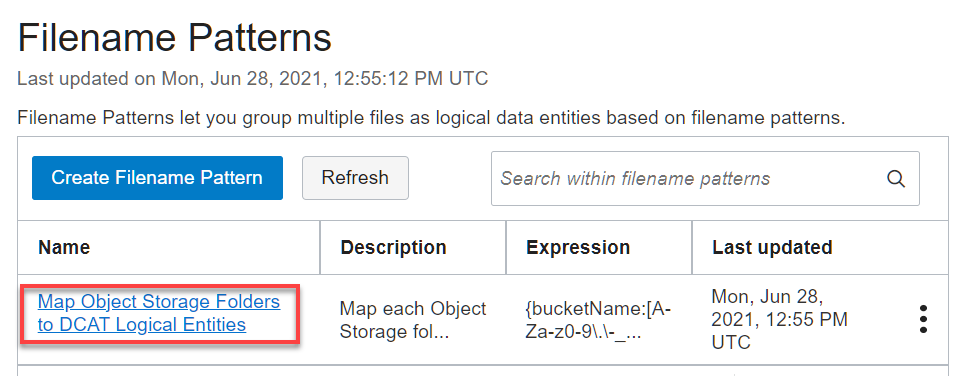 Filename Patterns
Last updated on Mon, Jun 28, 2021, 12:55:12 PM UTC
Filename Patterns let you group multiple files as logical data entities based on filename patterns.
Create Filename Pattern
Refresh
Search within filename patterns
Name
Description
Expression
Last updated
Map Object Storage Folders
to DCAT Logical Entities
Map each Object
Storage fol...
{bucketName:[A-
Za-z0-9\.\-_...
Mon, Jun 28,
2021, 12:55 PM
UTC